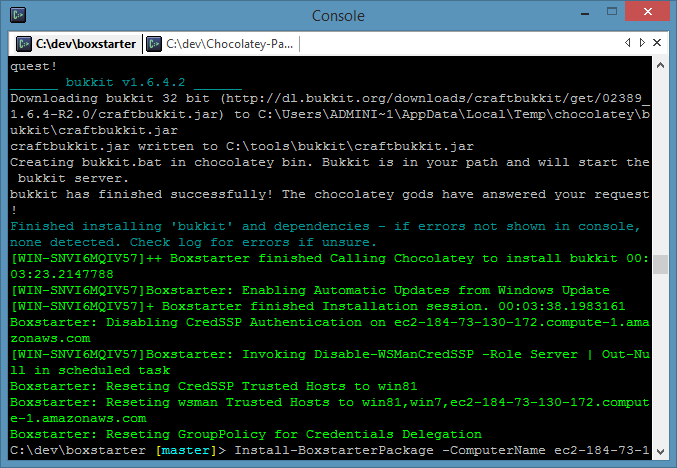 Console
C:\dev\boxstarter
C:\dev\Chocolatey-Pa...
quest!
______ bukkit v1.6.4.2 ______
Downloading bukkit 32 bit (http://dl.bukkit.org/downloads/craftbukkit/get/02389_
1.6.4-R2.0/craftbukkit.jar) to C:\Users\ADMINI~1\AppData\Local\Temp\chocolatey\b
ukkit\craftbukkit.jar
craftbukkit.jar written to C:\tools\bukkit\craftbukkit.jar
Creating bukkit.bat in chocolatey bin. Bukkit is in your path and will start the
 bukkit server.
bukkit has finished successfully! The chocolatey gods have answered your request
!
Finished installing 'bukkit' and dependencies - if errors not shown in console,
none detected. Check log for errors if unsure.
[WIN-SNVI6MQIV57]++ Boxstarter finished Calling Chocolatey to install bukkit 00:
03:23.2147788
[WIN-SNVI6MQIV57]Boxstarter: Enabling Automatic Updates from Windows Update
[WIN-SNVI6MQIV57]+ Boxstarter finished Installation session. 00:03:38.1983161
Boxstarter: Disabling CredSSP Authentication on ec2-184-73-130-172.compute-1.ama
zonaws.com
[WIN-SNVI6MQIV57]Boxstarter: Invoking Disable-WSManCredSSP -Role Server | Out-Nu
ll in scheduled task
Boxstarter: Reseting CredSSP Trusted Hosts to win81
Boxstarter: Reseting wsman Trusted Hosts to win81,win7,ec2-184-73-130-172.comput
e-1.amazonaws.com
Boxstarter: Reseting GroupPolicy for Credentials Delegation
C:\dev\boxstarter [master]> Install-BoxstarterPackage -ComputerName ec2-184-73-1